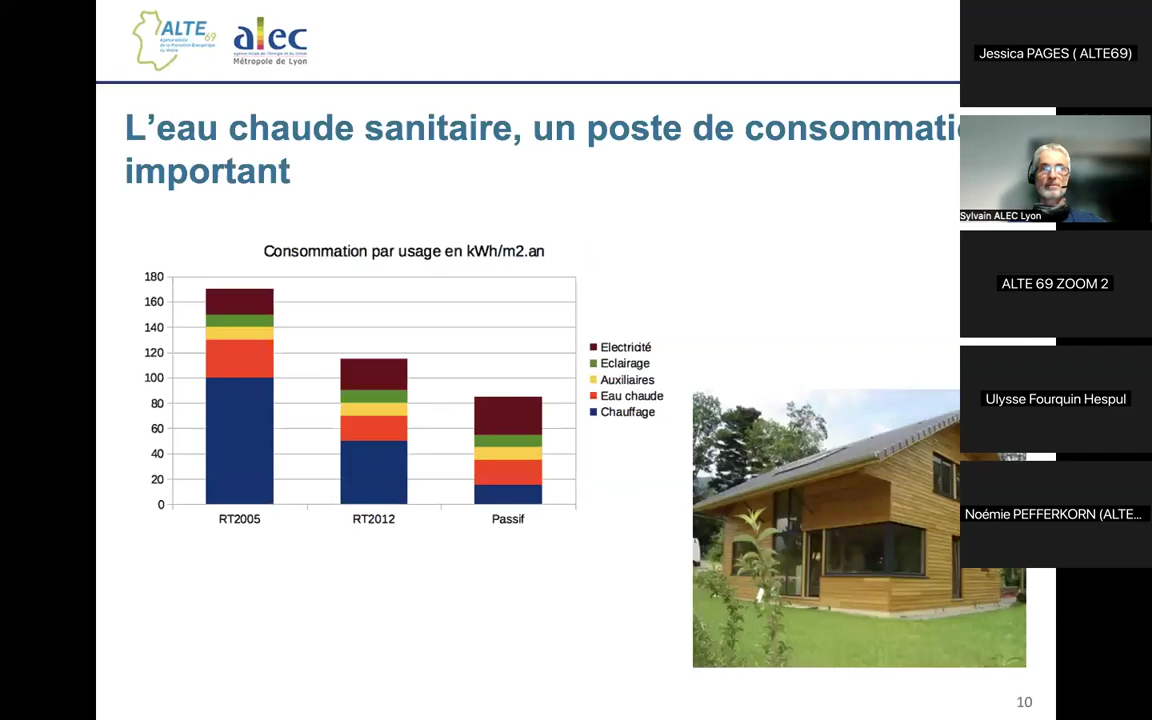 ALTE 69
alec
Métropole de Lyon
L'eau chaude sanitaire, un poste de consommati
important
Consommation par usage en kWh/m2.an
180
160
140
120
100
80
60
40
20
0
RT2005
RT2012
Passif
Electricité
Eclairage
Auxiliaires
Eau chaude
Chauffage
10
Jessica PAGES ( ALTE69)
Sylvain ALEC Lyon
ALTE 69 ZOOM 2
Ulysse Fourquin Hespul
Noémie PEFFERKORN (ALTE...